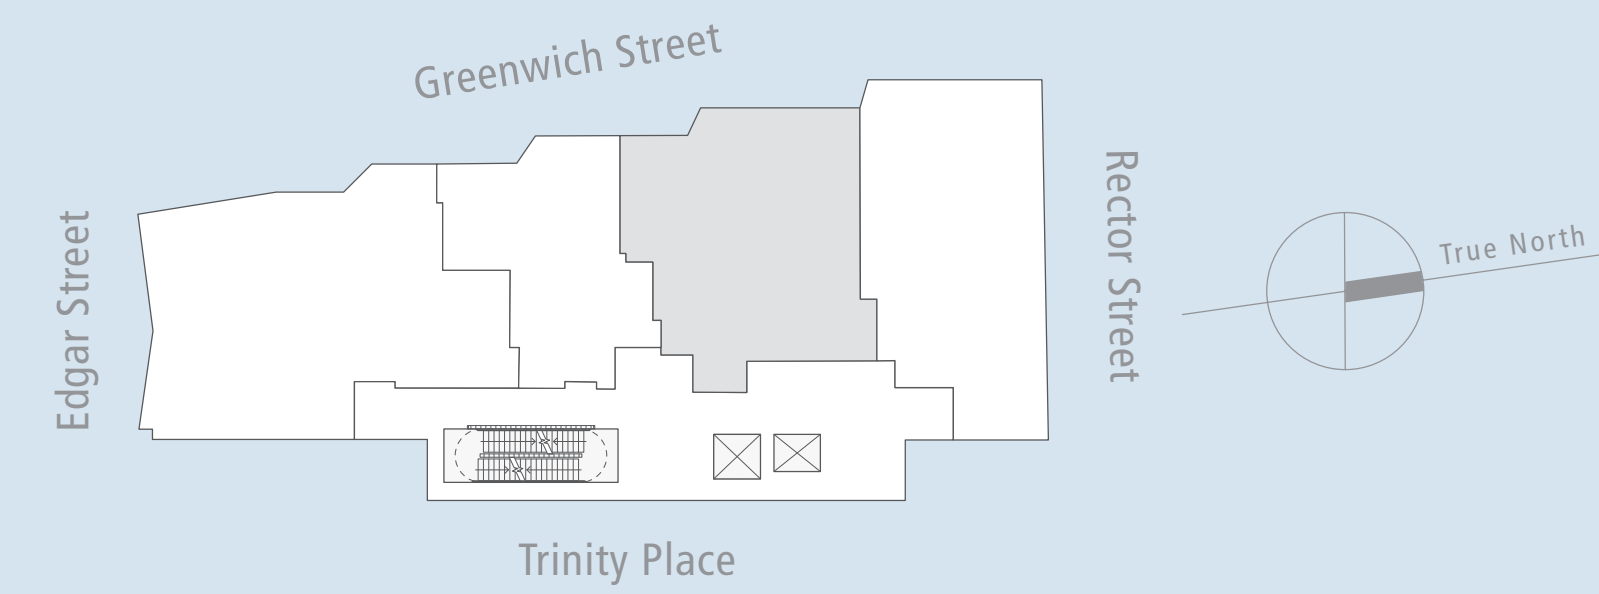 Greenwich Street
Edgar Street
Rector Street
True North
Trinity Place